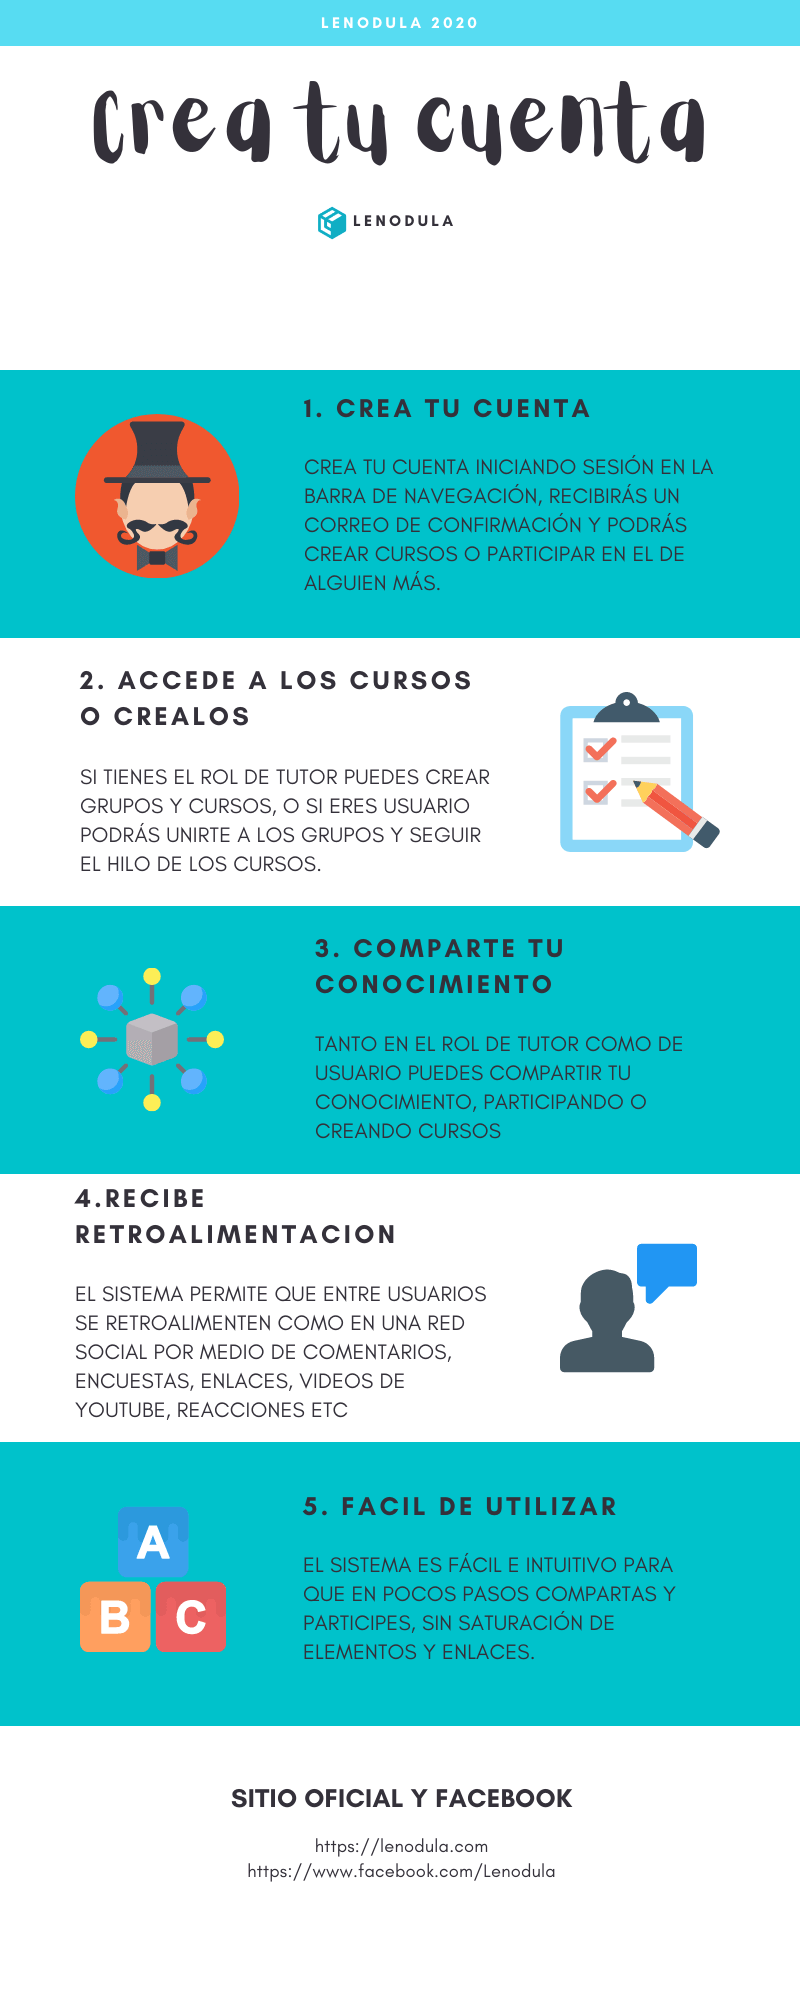 LENODULA 2020
Crea tu cuenta
LENODULA
1. CREA TU CUENTA
CREA TU CUENTA INICIANDO SESIÓN EN LA
BARRA DE NAVEGACIÓN, RECIBIRÁS UN
CORREO DE CONFIRMACIÓN Y PODRÁS
CREAR CURSOS O PARTICIPAR EN EL DE
ALGUIEN MÁS.
2. ACCEDE A LOS CURSOS
O CREALOS
SI TIENES EL ROL DE TUTOR PUEDES CREAR
GRUPOS Y CURSOS, O SI ERES USUARIO
PODRÁS UNIRTE A LOS GRUPOS Y SEGUIR
EL HILO DE LOS CURSOS.
3. COMPARTE TU
CONOCIMIENTO
TANTO EN EL ROL DE TUTOR COMO DE
USUARIO PUEDES COMPARTIR TU
CONOCIMIENTO, PARTICIPANDO O
CREANDO CURSOS
4.RECIBE
RETROALIMENTACION
EL SISTEMA PERMITE QUE ENTRE USUARIOS
SE RETROALIMENTEN COMO EN UNA RED
SOCIAL POR MEDIO DE COMENTARIOS,
ENCUESTAS, ENLACES, VIDEOS DE
YOUTUBE, REACCIONES ETC
A
B C
5. FACIL DE UTILIZAR
EL SISTEMA ES FÁCIL E INTUITIVO PARA
QUE EN POCOS PASOS COMPARTAS Y
PARTICIPES, SIN SATURACIÓN DE
ELEMENTOS Y ENLACES.
SITIO OFICIAL Y FACEBOOK
https://lenodula.com
https://www.facebook.com/Lenodula